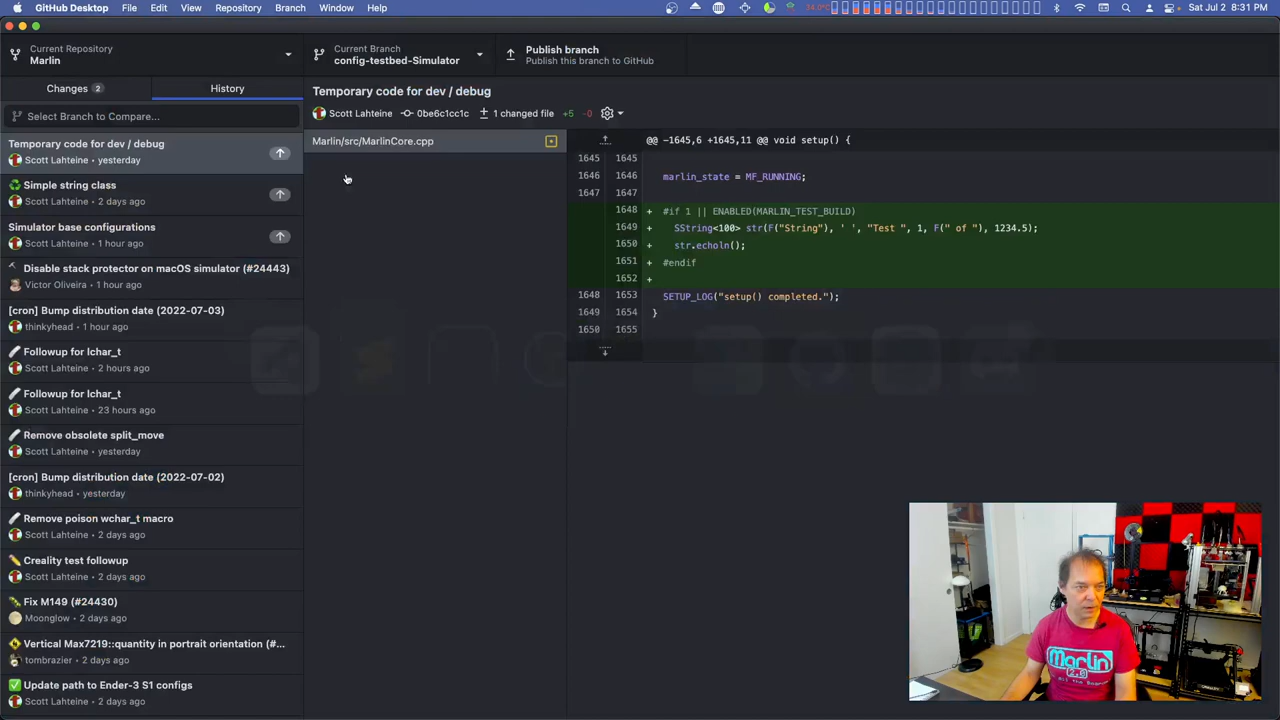 GitHub Desktop File Edit View Repository Branch Window Help 34.0°C Sat Jul 2 8:31 PM
Current Repository
Marlin
Current Branch
config-testbed-Simulator
Publish branch
Publish this branch to GitHub
Changes 2 History
Select Branch to Compare...
Temporary code for dev / debug
Scott Lahteine • yesterday
Simple string class
Scott Lahteine • 2 days ago
Simulator base configurations
Scott Lahteine • 1 hour ago
Disable stack protector on macOS simulator (#24443)
Victor Oliveira • 1 hour ago
[cron] Bump distribution date (2022-07-03)
thinkyhead • 1 hour ago
Followup for lchar_t
Scott Lahteine • 2 hours ago
Followup for lchar_t
Scott Lahteine • 23 hours ago
Remove obsolete split_move
Scott Lahteine • yesterday
[cron] Bump distribution date (2022-07-02)
thinkyhead • yesterday
Remove poison wchar_t macro
Scott Lahteine • 2 days ago
Creality test followup
Scott Lahteine • 2 days ago
Fix M149 (#24430)
Moonglow • 2 days ago
Vertical Max7219::quantity in portrait orientation (#...
tombrazier • 2 days ago
Update path to Ender-3 S1 configs
Scott Lahteine • 2 days ago
Temporary code for dev / debug
Scott Lahteine 0be6c1cc1c 1 changed file +5 -0
Marlin/src/MarlinCore.cpp
@@ -1645,6 +1645,11 @@ void setup() {
1645 1645
1646 1646 marlin_state = MF_RUNNING;
1647 1647
1648 + #if 1 || ENABLED(MARLIN_TEST_BUILD)
1649 + SString<100> str(F("String"), ' ', "Test ", 1, F(" of "), 1234.5);
1650 + str.echoln();
1651 + #endif
1652 +
1648 1653 SETUP_LOG("setup() completed.");
1649 1654 }
1650 1655
Marlin
2.0